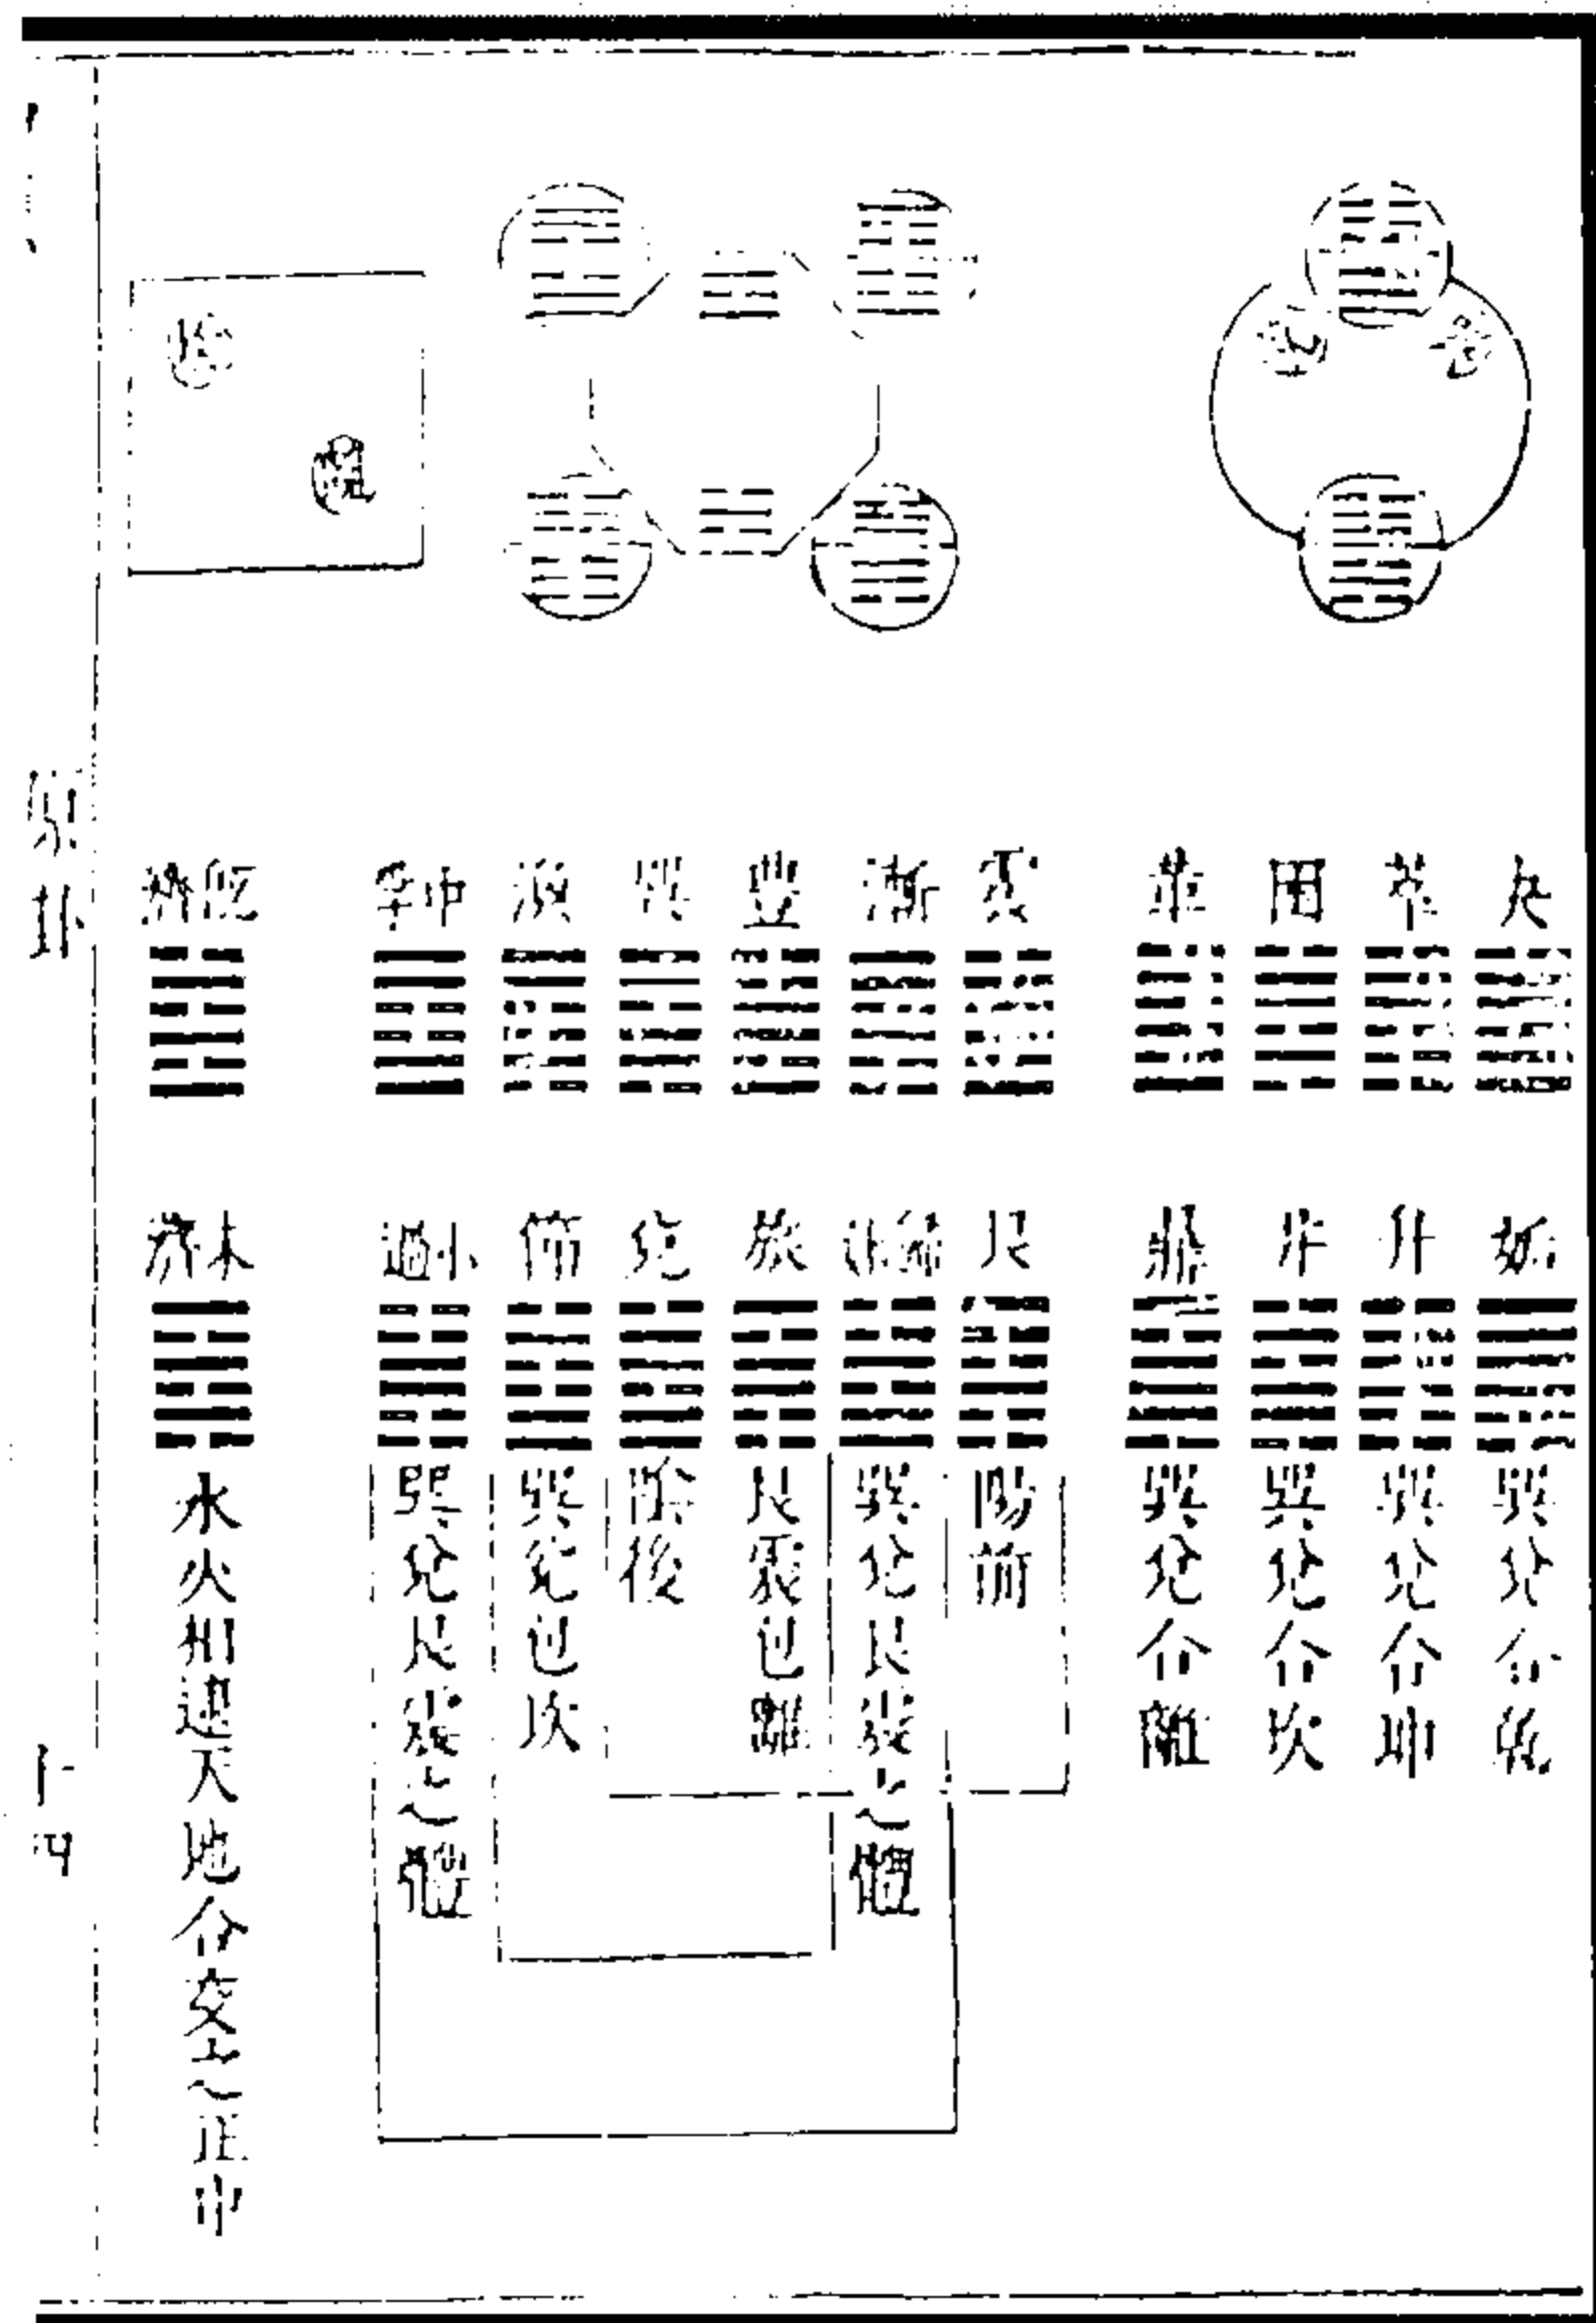 夬
萃
困
革
震
漸
豐
巽
渙
中孚
既濟
姤
升
井
鼎
艮
歸妹
旅
兌
節
小過
未濟
巽兌合乾
巽兌合坤
巽兌合坎
巽兌合離
陽前
巽兌艮震之體
艮震包離
陰後
巽兌包坎
巽兌艮震之體
水火相逮天地合交之正中
原卦
十四